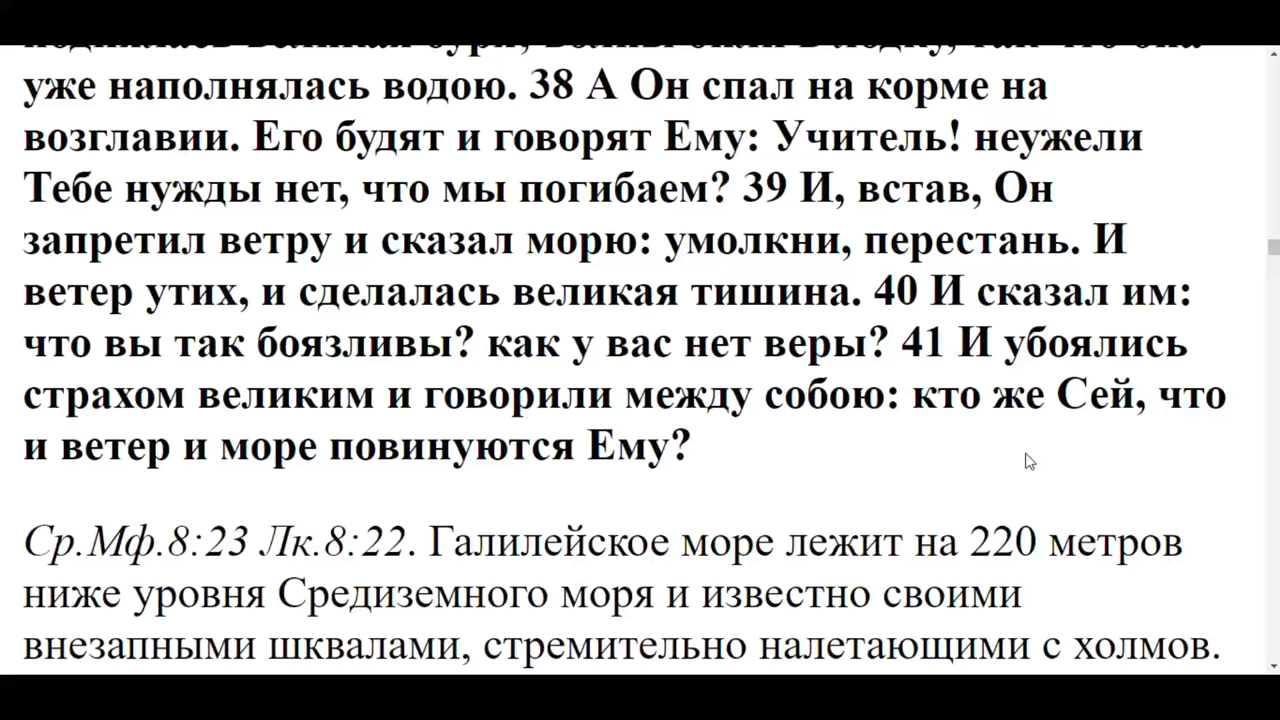 уже наполнялась водою. 38 А Он спал на корме на
возглавии. Его будят и говорят Ему: Учитель! неужели
Тебе нужды нет, что мы погибаем? 39 И, встав, Он
запретил ветру и сказал морю: умолкни, перестань. И
ветер утих, и сделалась великая тишина. 40 И сказал им:
что вы так боязливы? как у вас нет веры? 41 И убоялись
страхом великим и говорили между собою: кто же Сей, что
и ветер и море повинуются Ему?
Ср.Мф.8:23 Лк.8:22. Галилейское море лежит на 220 метров
ниже уровня Средиземного моря и известно своими
внезапными шквалами, стремительно налетающими с холмов.